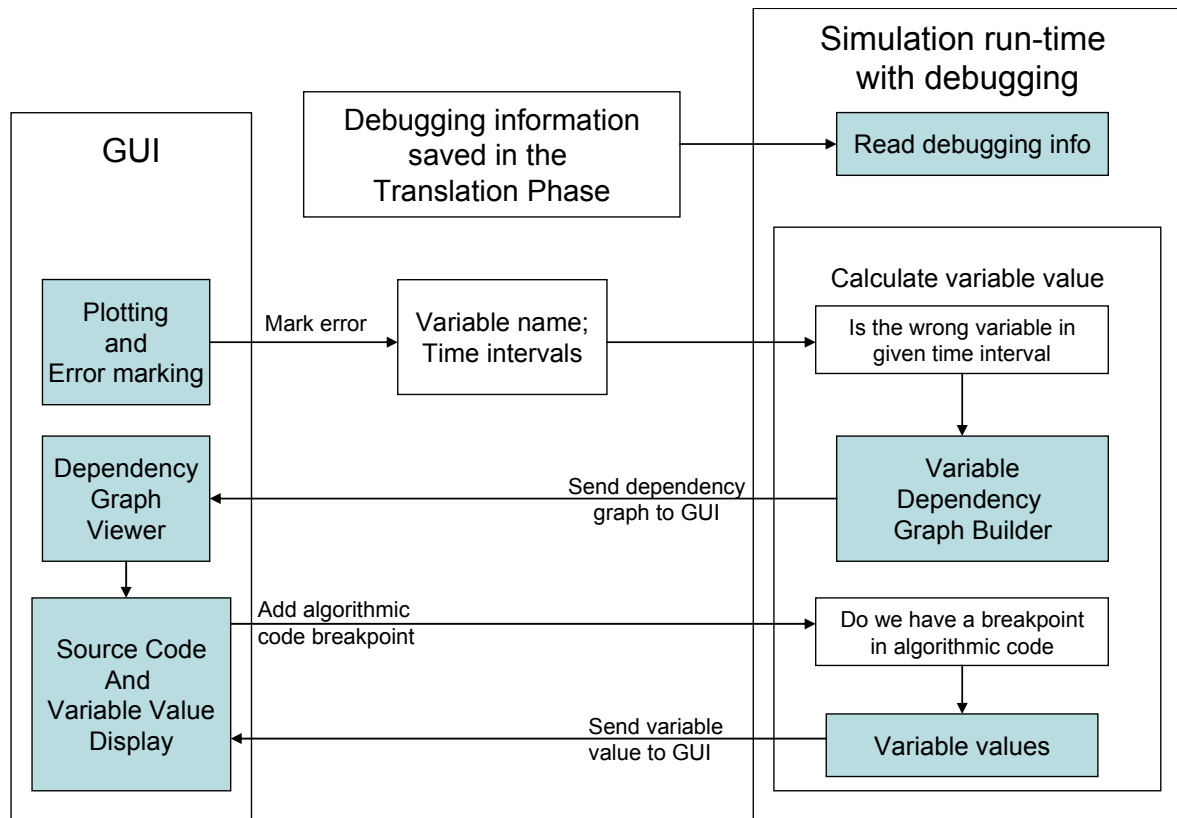 Simulation run-time
with debugging
Debugging information
saved in the
Translation Phase
Read debugging info
GUI
Calculate variable value
Plotting
and
Error marking
Mark error
Variable name;
Time intervals
Is the wrong variable in
given time interval
Dependency
Graph
Viewer
Send dependency
graph to GUI
Variable
Dependency
Graph Builder
Add algorithmic
code breakpoint
Do we have a breakpoint
in algorithmic code
Source Code
And
Variable Value
Display
Send variable
value to GUI
Variable values